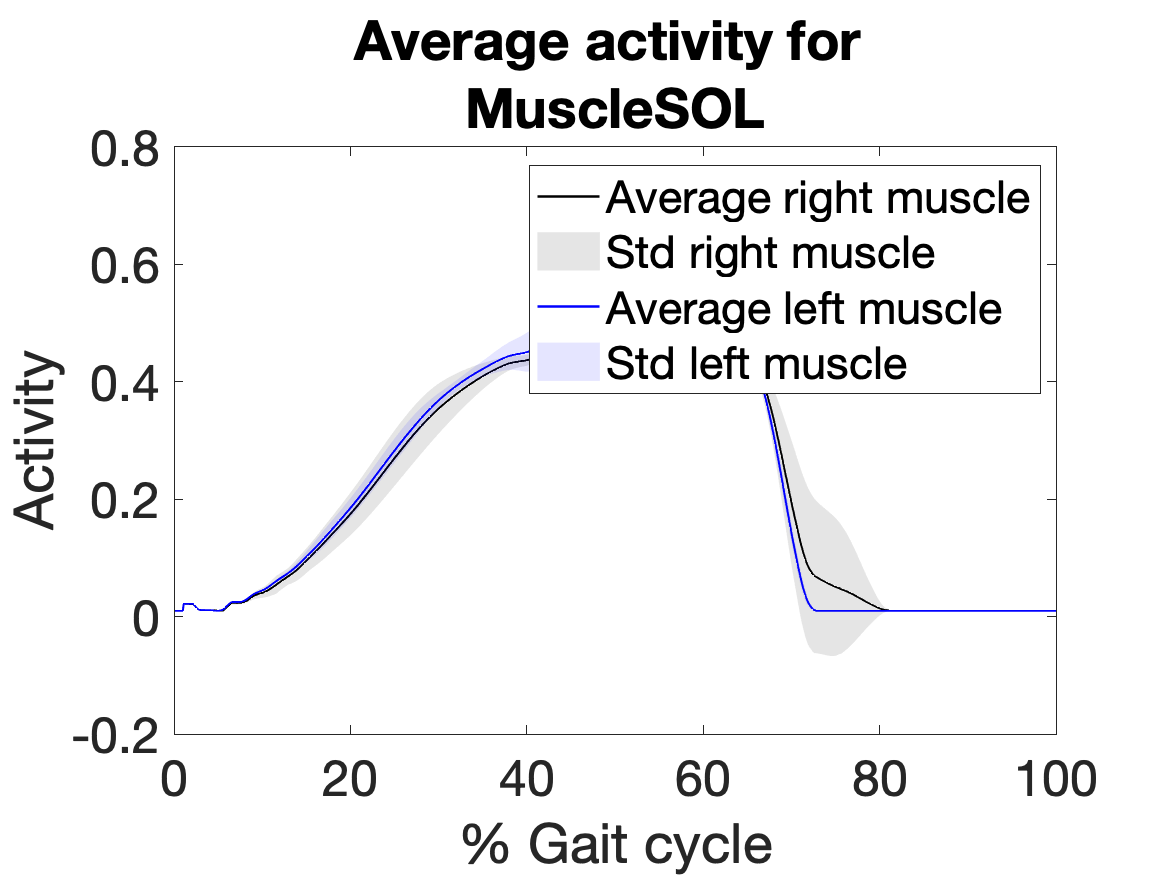 Average activity for
MuscleSOL
0.8
0.6
0.4
0.2
0
-0.2
Activity
Average right muscle
Std right muscle
Average left muscle
Std left muscle
0 20 40 60 80 100
% Gait cycle